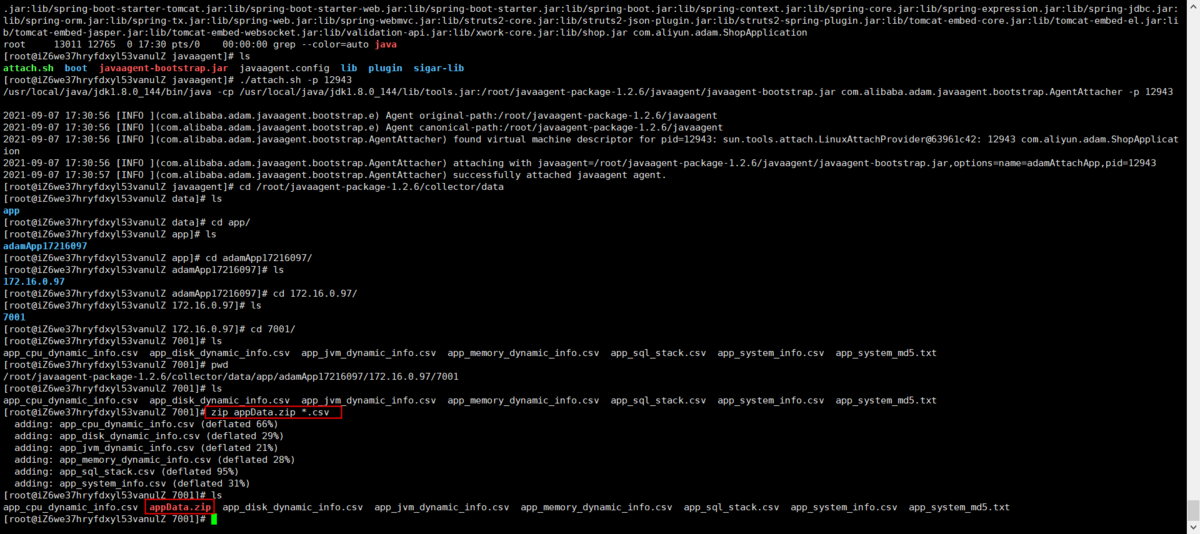 .jar:lib/spring-boot-starter-tomcat.jar:lib/spring-boot-starter-web.jar:lib/spring-boot-starter.jar:lib/spring-boot.jar:lib/spring-context.jar:lib/spring-core.jar:lib/spring-expression.jar:lib/spring-jdbc.jar:
lib/spring-orm.jar:lib/spring-tx.jar:lib/spring-web.jar:lib/spring-webmvc.jar:lib/struts2-core.jar:lib/struts2-json-plugin.jar:lib/struts2-spring-plugin.jar:lib/tomcat-embed-core.jar:lib/tomcat-embed-el.jar:li
b/tomcat-embed-jasper.jar:lib/tomcat-embed-websocket.jar:lib/validation-api.jar:lib/xwork-core.jar:lib/shop.jar com.aliyun.adam.ShopApplication
root     13011 12765  0 17:30 pts/0    00:00:00 grep --color=auto java
[root@iZ6we37hryfdxyl53vanulZ javaagent]# ls
attach.sh  boot  javaagent-bootstrap.jar  javaagent.config  lib  plugin  sigar-lib
[root@iZ6we37hryfdxyl53vanulZ javaagent]# ./attach.sh -p 12943
/usr/local/java/jdk1.8.0_144/bin/java -cp /usr/local/java/jdk1.8.0_144/lib/tools.jar:/root/javaagent-package-1.2.6/javaagent/javaagent-bootstrap.jar com.alibaba.adam.javaagent.bootstrap.AgentAttacher -p 12943
2021-09-07 17:30:56 [INFO ](com.alibaba.adam.javaagent.bootstrap.e) Agent original-path:/root/javaagent-package-1.2.6/javaagent
2021-09-07 17:30:56 [INFO ](com.alibaba.adam.javaagent.bootstrap.e) Agent canonical-path:/root/javaagent-package-1.2.6/javaagent
2021-09-07 17:30:56 [INFO ](com.alibaba.adam.javaagent.bootstrap.AgentAttacher) found virtual machine descriptor for pid=12943: sun.tools.attach.LinuxAttachProvider@63961c42: 12943 com.aliyun.adam.ShopApplicat
ion
2021-09-07 17:30:56 [INFO ](com.alibaba.adam.javaagent.bootstrap.AgentAttacher) attaching with javaagent=/root/javaagent-package-1.2.6/javaagent/javaagent-bootstrap.jar,options=name=adamAttachApp,pid=12943
2021-09-07 17:30:57 [INFO ](com.alibaba.adam.javaagent.bootstrap.AgentAttacher) successfully attached javaagent agent.
[root@iZ6we37hryfdxyl53vanulZ javaagent]# cd /root/javaagent-package-1.2.6/collector/data
[root@iZ6we37hryfdxyl53vanulZ data]# ls
app
[root@iZ6we37hryfdxyl53vanulZ data]# cd app/
[root@iZ6we37hryfdxyl53vanulZ app]# ls
adamApp17216097
[root@iZ6we37hryfdxyl53vanulZ app]# cd adamApp17216097/
[root@iZ6we37hryfdxyl53vanulZ adamApp17216097]# ls
172.16.0.97
[root@iZ6we37hryfdxyl53vanulZ adamApp17216097]# cd 172.16.0.97/
[root@iZ6we37hryfdxyl53vanulZ 172.16.0.97]# ls
7001
[root@iZ6we37hryfdxyl53vanulZ 172.16.0.97]# cd 7001/
[root@iZ6we37hryfdxyl53vanulZ 7001]# ls
app_cpu_dynamic_info.csv  app_disk_dynamic_info.csv  app_jvm_dynamic_info.csv  app_memory_dynamic_info.csv  app_sql_stack.csv  app_system_info.csv  app_system_md5.txt
[root@iZ6we37hryfdxyl53vanulZ 7001]# pwd
/root/javaagent-package-1.2.6/collector/data/app/adamApp17216097/172.16.0.97/7001
[root@iZ6we37hryfdxyl53vanulZ 7001]# ls
app_cpu_dynamic_info.csv  app_disk_dynamic_info.csv  app_jvm_dynamic_info.csv  app_memory_dynamic_info.csv  app_sql_stack.csv  app_system_info.csv  app_system_md5.txt
[root@iZ6we37hryfdxyl53vanulZ 7001]# zip appData.zip *.csv
  adding: app_cpu_dynamic_info.csv (deflated 66%)
  adding: app_disk_dynamic_info.csv (deflated 29%)
  adding: app_jvm_dynamic_info.csv (deflated 21%)
  adding: app_memory_dynamic_info.csv (deflated 28%)
  adding: app_sql_stack.csv (deflated 95%)
  adding: app_system_info.csv (deflated 31%)
[root@iZ6we37hryfdxyl53vanulZ 7001]# ls
app_cpu_dynamic_info.csv  appData.zip  app_disk_dynamic_info.csv  app_jvm_dynamic_info.csv  app_memory_dynamic_info.csv  app_sql_stack.csv  app_system_info.csv  app_system_md5.txt
[root@iZ6we37hryfdxyl53vanulZ 7001]#